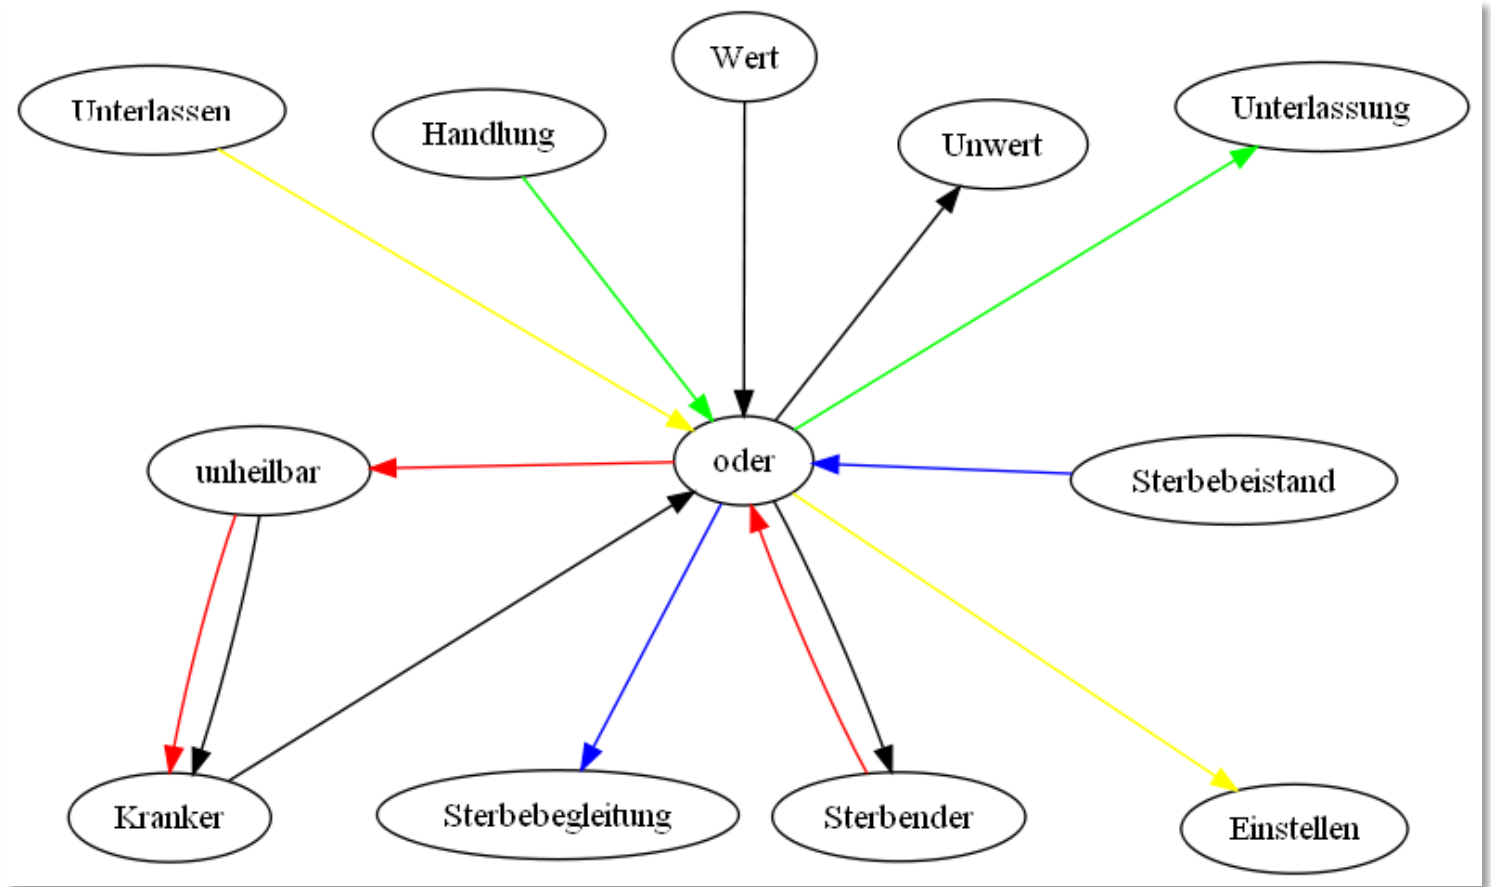 Wert
Unterlassen
Handlung
Unwert
Unterlassung
unheilbar
oder
Sterbebeistand
Kranker
Sterbebegleitung
Sterbender
Einstellen